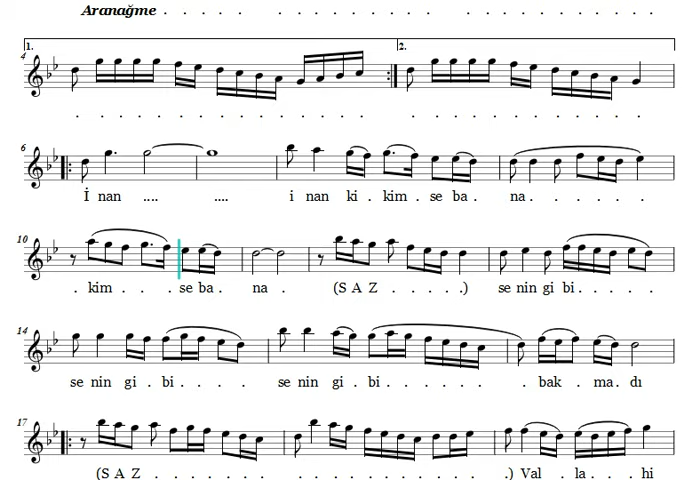 Aranağme . . . . . . . . . . . . . . . . . .
1. 2.
4
. . . . . . . . . . . . . . . . . . . . . .
6
İ nan .... .... i nan ki . kim . se ba . na . . . . . .
10
. kim . . . se ba . na . (S A Z . . . . .) se nin gi bi . . . . .
14
se nin gi . bi . . . . se nin gi . bi . . . . . . . bak . ma . dı
17
(S A Z . . . . . . . . . . . . . . . .) Val . . la . . hi